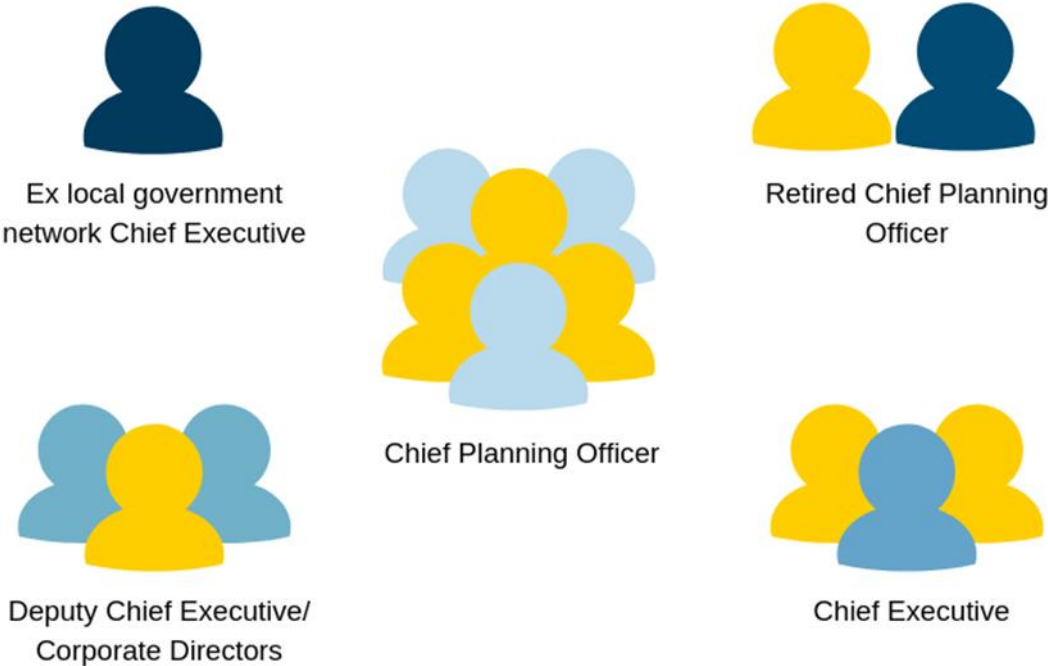 Ex local government
network Chief Executive
Retired Chief Planning
Officer
Chief Planning Officer
Deputy Chief Executive/
Corporate Directors
Chief Executive